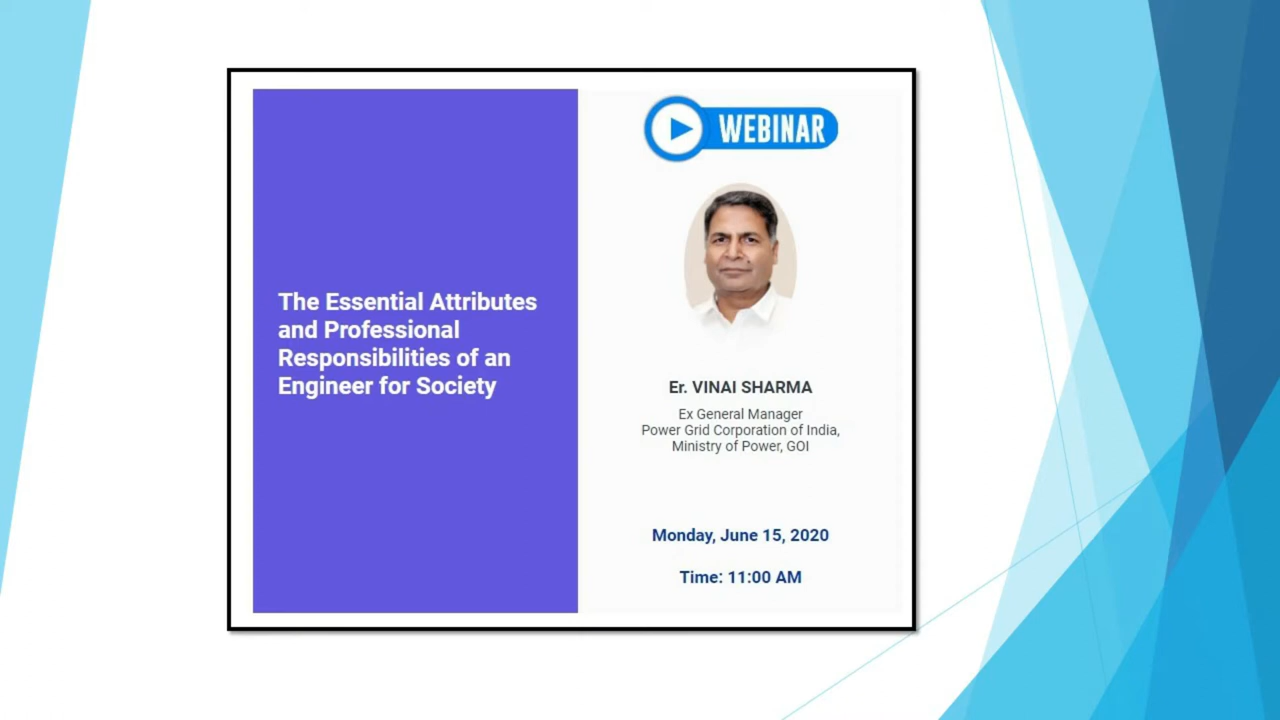 The Essential Attributes
and Professional
Responsibilities of an
Engineer for Society
WEBINAR
Er. VINAI SHARMA
Ex General Manager
Power Grid Corporation of India,
Ministry of Power, GOI
Monday, June 15, 2020
Time: 11:00 AM